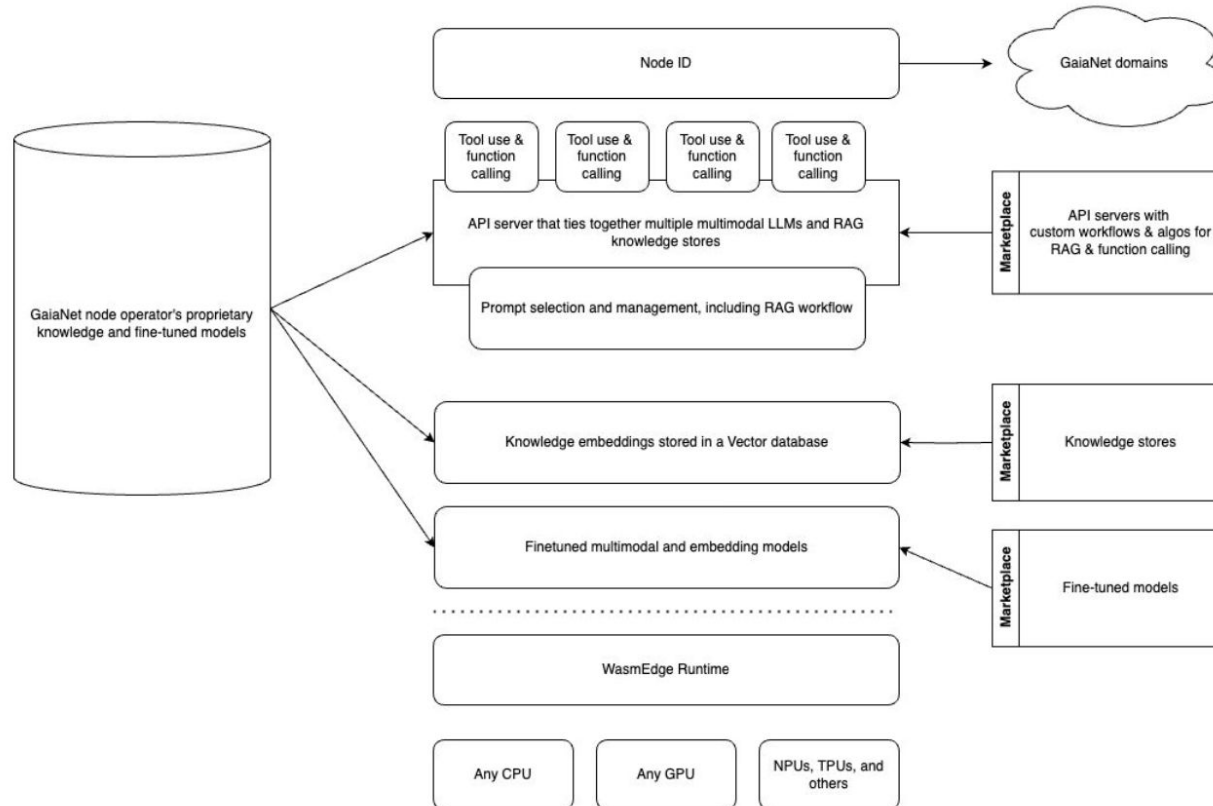 Node ID
GaiaNet domains
Tool use &
function
calling
Tool use &
function
calling
Tool use &
function
calling
Tool use &
function
calling
API server that ties together multiple multimodal LLMs and RAG
knowledge stores
Prompt selection and management, including RAG workflow
Marketplace
API servers with
custom workflows & algos for
RAG & function calling
GaiaNet node operator's proprietary
knowledge and fine-tuned models
Knowledge embeddings stored in a Vector database
Marketplace
Knowledge stores
Finetuned multimodal and embedding models
Marketplace
Fine-tuned models
WasmEdge Runtime
Any CPU
Any GPU
NPUs, TPUs, and
others